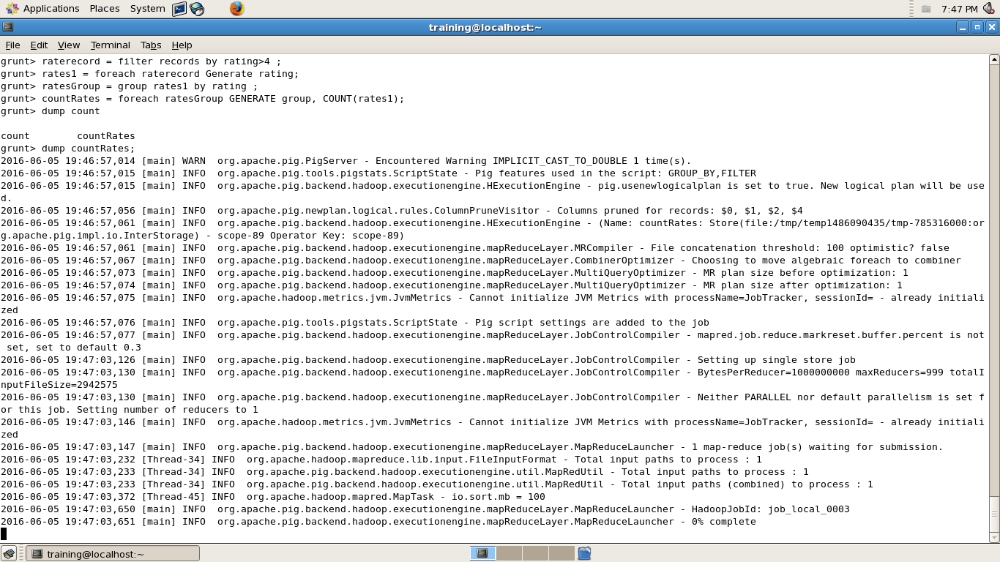 Applications Places System 7:47 PM
training@localhost:~
File Edit View Terminal Tabs Help
grunt> raterecord = filter records by rating>4 ;
grunt> rates1 = foreach raterecord Generate rating;
grunt> ratesGroup = group rates1 by rating ;
grunt> countRates = foreach ratesGroup GENERATE group, COUNT(rates1);
grunt> dump count
count        countRates
grunt> dump countRates;
2016-06-05 19:46:57,014 [main] WARN  org.apache.pig.PigServer - Encountered Warning IMPLICIT_CAST_TO_DOUBLE 1 time(s).
2016-06-05 19:46:57,015 [main] INFO  org.apache.pig.tools.pigstats.ScriptState - Pig features used in the script: GROUP_BY,FILTER
2016-06-05 19:46:57,015 [main] INFO  org.apache.pig.backend.hadoop.executionengine.HExecutionEngine - pig.usenewlogicalplan is set to true. New logical plan will be use
d.
2016-06-05 19:46:57,056 [main] INFO  org.apache.pig.newplan.logical.rules.ColumnPruneVisitor - Columns pruned for records: $0, $1, $2, $4
2016-06-05 19:46:57,061 [main] INFO  org.apache.pig.backend.hadoop.executionengine.HExecutionEngine - (Name: countRates: Store(file:/tmp/temp1486090435/tmp-785316000:or
g.apache.pig.impl.io.InterStorage) - scope-89 Operator Key: scope-89)
2016-06-05 19:46:57,061 [main] INFO  org.apache.pig.backend.hadoop.executionengine.mapReduceLayer.MRCompiler - File concatenation threshold: 100 optimistic? false
2016-06-05 19:46:57,067 [main] INFO  org.apache.pig.backend.hadoop.executionengine.mapReduceLayer.CombinerOptimizer - Choosing to move algebraic foreach to combiner
2016-06-05 19:46:57,073 [main] INFO  org.apache.pig.backend.hadoop.executionengine.mapReduceLayer.MultiQueryOptimizer - MR plan size before optimization: 1
2016-06-05 19:46:57,074 [main] INFO  org.apache.pig.backend.hadoop.executionengine.mapReduceLayer.MultiQueryOptimizer - MR plan size after optimization: 1
2016-06-05 19:46:57,075 [main] INFO  org.apache.hadoop.metrics.jvm.JvmMetrics - Cannot initialize JVM Metrics with processName=JobTracker, sessionId= - already initiali
zed
2016-06-05 19:46:57,076 [main] INFO  org.apache.pig.tools.pigstats.ScriptState - Pig script settings are added to the job
2016-06-05 19:46:57,077 [main] INFO  org.apache.pig.backend.hadoop.executionengine.mapReduceLayer.JobControlCompiler - mapred.job.reduce.markreset.buffer.percent is not
 set, set to default 0.3
2016-06-05 19:47:03,126 [main] INFO  org.apache.pig.backend.hadoop.executionengine.mapReduceLayer.JobControlCompiler - Setting up single store job
2016-06-05 19:47:03,130 [main] INFO  org.apache.pig.backend.hadoop.executionengine.mapReduceLayer.JobControlCompiler - BytesPerReducer=1000000000 maxReducers=999 totalI
nputFileSize=2942575
2016-06-05 19:47:03,130 [main] INFO  org.apache.pig.backend.hadoop.executionengine.mapReduceLayer.JobControlCompiler - Neither PARALLEL nor default parallelism is set f
or this job. Setting number of reducers to 1
2016-06-05 19:47:03,146 [main] INFO  org.apache.hadoop.metrics.jvm.JvmMetrics - Cannot initialize JVM Metrics with processName=JobTracker, sessionId= - already initiali
zed
2016-06-05 19:47:03,147 [main] INFO  org.apache.pig.backend.hadoop.executionengine.mapReduceLayer.MapReduceLauncher - 1 map-reduce job(s) waiting for submission.
2016-06-05 19:47:03,232 [Thread-34] INFO  org.apache.hadoop.mapreduce.lib.input.FileInputFormat - Total input paths to process : 1
2016-06-05 19:47:03,233 [Thread-34] INFO  org.apache.pig.backend.hadoop.executionengine.util.MapRedUtil - Total input paths to process : 1
2016-06-05 19:47:03,233 [Thread-34] INFO  org.apache.pig.backend.hadoop.executionengine.util.MapRedUtil - Total input paths (combined) to process : 1
2016-06-05 19:47:03,372 [Thread-45] INFO  org.apache.hadoop.mapred.MapTask - io.sort.mb = 100
2016-06-05 19:47:03,650 [main] INFO  org.apache.pig.backend.hadoop.executionengine.mapReduceLayer.MapReduceLauncher - HadoopJobId: job_local_0003
2016-06-05 19:47:03,651 [main] INFO  org.apache.pig.backend.hadoop.executionengine.mapReduceLayer.MapReduceLauncher - 0% complete
training@localhost:~